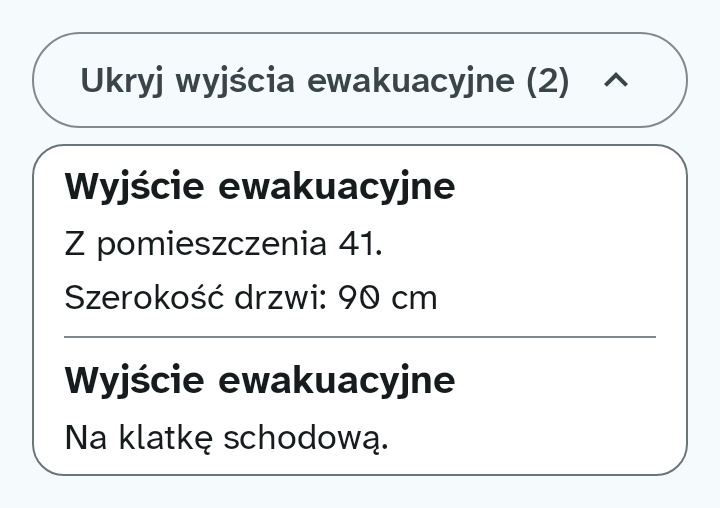 Ukryj wyjścia ewakuacyjne (2)
Wyjście ewakuacyjne
Z pomieszczenia 41.
Szerokość drzwi: 90 cm
Wyjście ewakuacyjne
Na klatkę schodową.